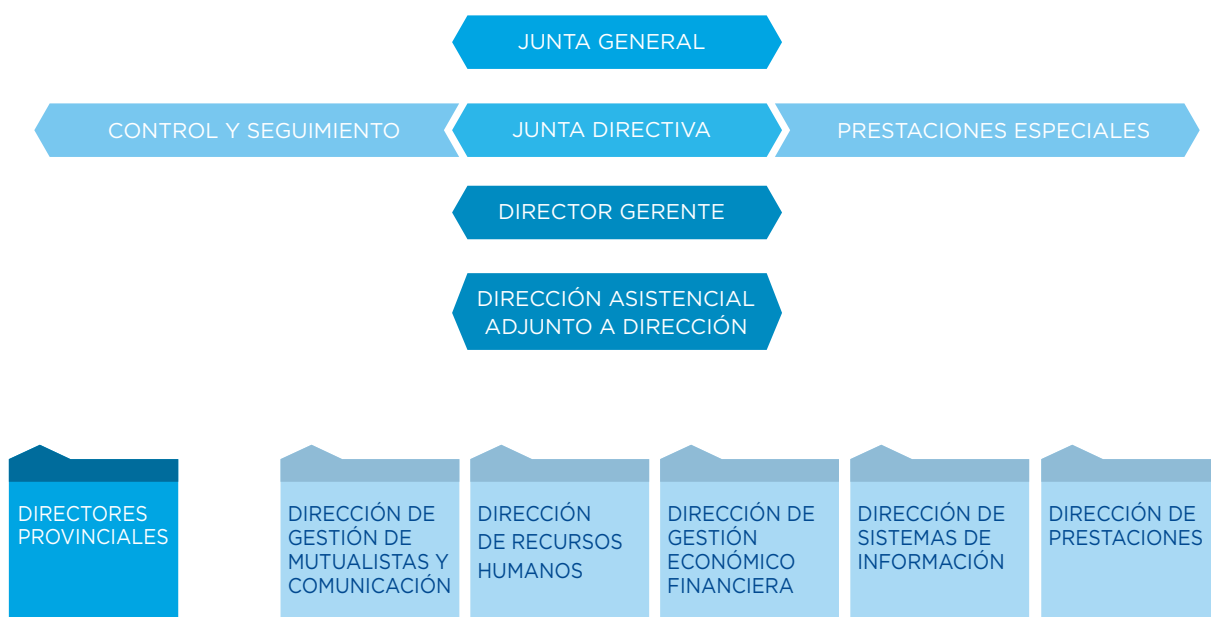 JUNTA GENERAL
CONTROL Y SEGUIMIENTO
JUNTA DIRECTIVA
PRESTACIONES ESPECIALES
DIRECTOR GERENTE
DIRECCIÓN ASISTENCIAL
ADJUNTO A DIRECCIÓN
DIRECTORES
PROVINCIALES
DIRECCIÓN DE
GESTIÓN DE
MUTUALISTAS Y
COMUNICACIÓN
DIRECCIÓN
DE RECURSOS
HUMANOS
DIRECCIÓN DE
GESTIÓN
ECONÓMICO
FINANCIERA
DIRECCIÓN DE
SISTEMAS DE
INFORMACIÓN
DIRECCIÓN DE
PRESTACIONES